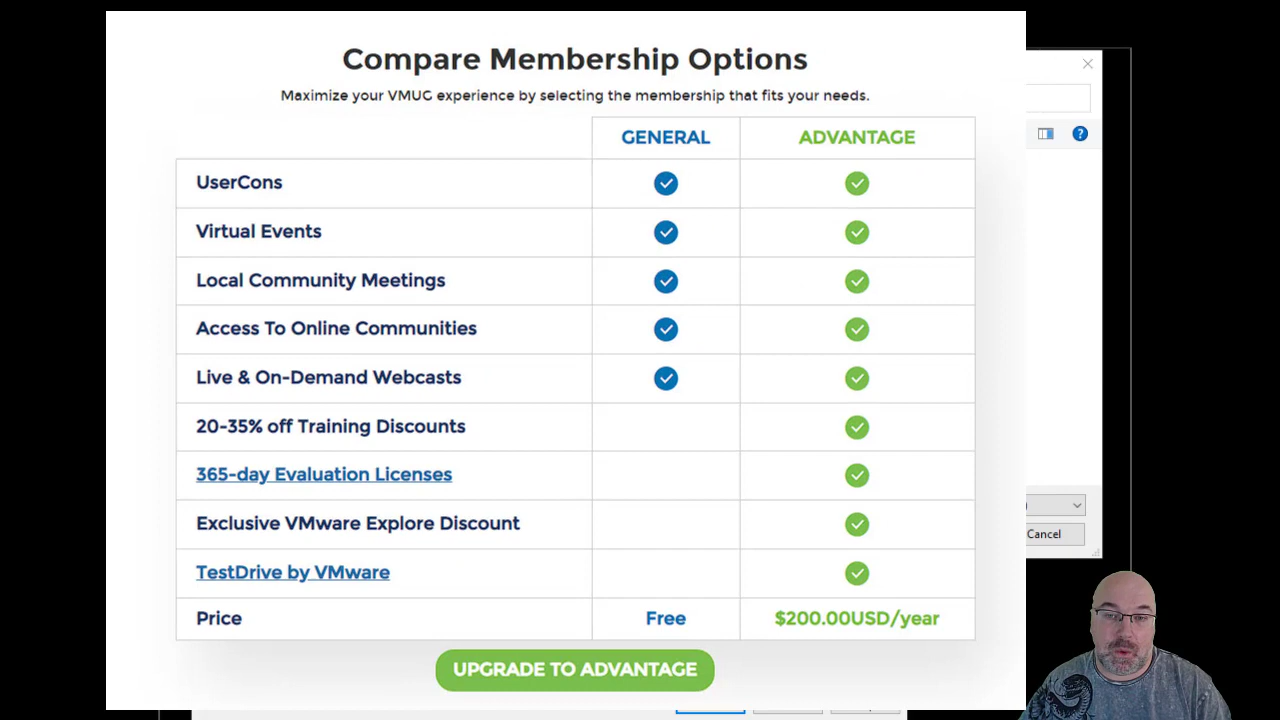 Compare Membership Options
Maximize your VMUG experience by selecting the membership that fits your needs.
GENERAL ADVANTAGE
UserCons
Virtual Events
Local Community Meetings
Access To Online Communities
Live & On-Demand Webcasts
20-35% off Training Discounts
365-day Evaluation Licenses
Exclusive VMware Explore Discount
Cancel
TestDrive by VMware
Price Free $200.00USD/year
UPGRADE TO ADVANTAGE